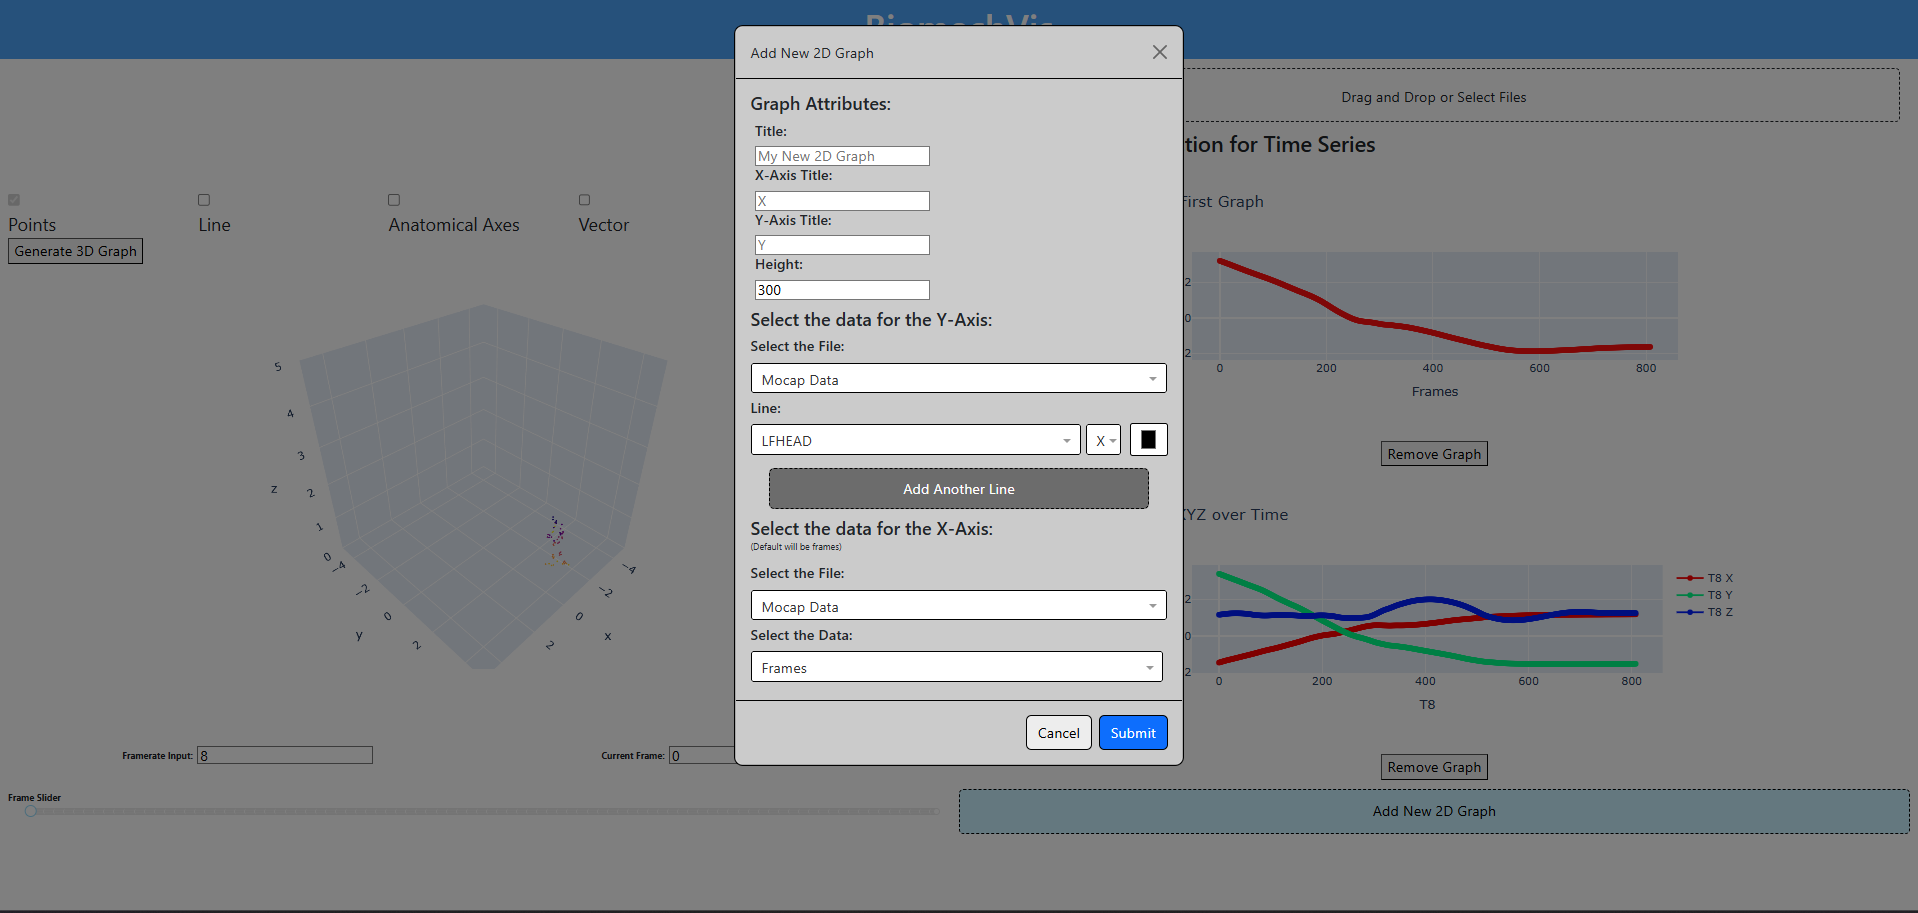 Add New 2D Graph
Graph Attributes:
Title:
My New 2D Graph
X-Axis Title:
X
Y-Axis Title:
Y
Height:
300
Select the data for the Y-Axis:
Select the File:
Mocap Data
Line:
LFHEAD X
Add Another Line
Select the data for the X-Axis:
(Default will be frames)
Select the File:
Mocap Data
Select the Data:
Frames
Cancel Submit
Points Line Anatomical Axes Vector
Generate 3D Graph
5
4
3
z
2
1
0
−4
−2
0
y
2
−4
−2
0
x
2
Framerate Input: 8 Current Frame: 0
Frame Slider
Drag and Drop or Select Files
tion for Time Series
First Graph
2
0
2
0 200 400 600 800
Frames
Remove Graph
XYZ over Time
2
0
2
0 200 400 600 800
T8
T8 X
T8 Y
T8 Z
Remove Graph
Add New 2D Graph